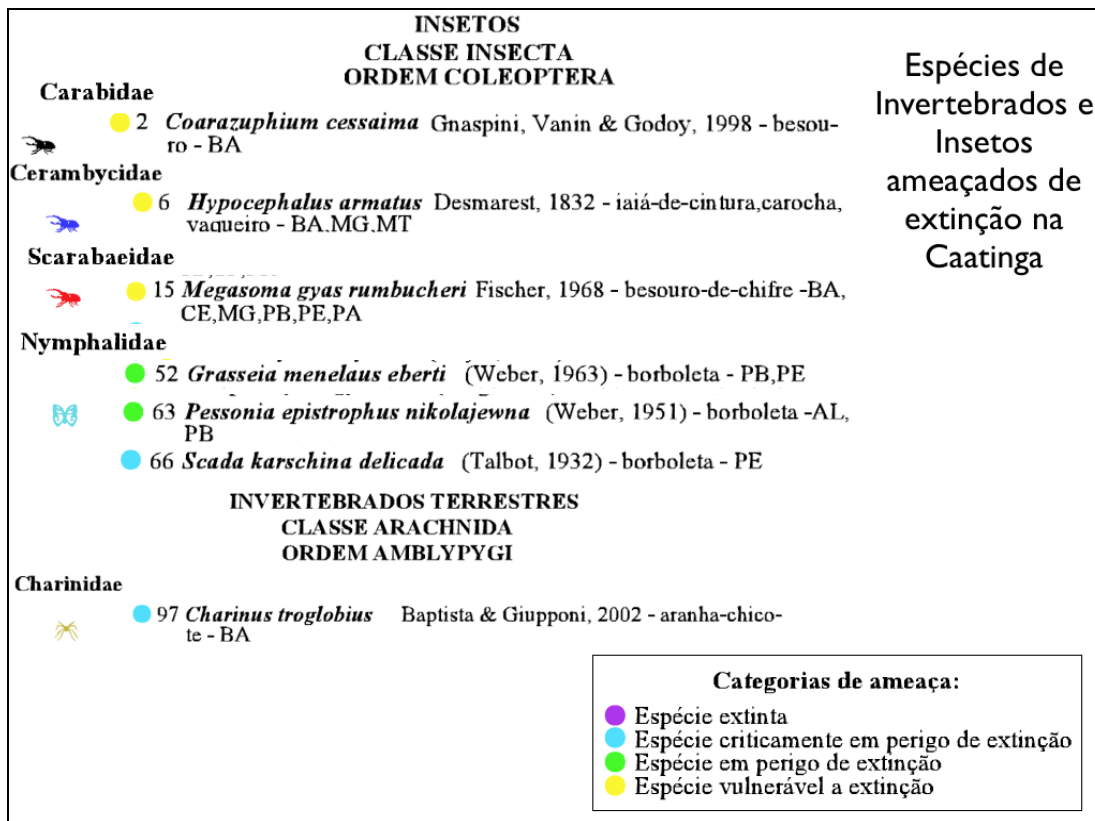 INSETOS
CLASSE INSECTA
ORDEM COLEOPTERA
Espécies de
Invertebrados e
Insetos
ameaçados de
extinção na
Caatinga
Carabidae
2 Coarazuphium cessaima Gnaspini, Vanin & Godoy, 1998 - besou-
ro - BA
Cerambycidae
6 Hypocephalus armatus Desmarest, 1832 - iaiá-de-cintura,carocha,
vaqueiro - BA,MG,MT
Scarabaeidae
15 Megasoma gyas rumbucheri Fischer, 1968 - besouro-de-chifre -BA,
CE,MG,PB,PE,PA
Nymphalidae
52 Grasseia menelaus eberti (Weber, 1963) - borboleta - PB,PE
63 Pessonia epistrophus nikolajewna (Weber, 1951) - borboleta -AL,
PB
66 Scada karschina delicada (Talbot, 1932) - borboleta - PE
INVERTEBRADOS TERRESTRES
CLASSE ARACHNIDA
ORDEM AMBLYPYGI
Charinidae
97 Charinus troglobius Baptista & Giupponi, 2002 - aranha-chico-
te - BA
Categorias de ameaça:
Espécie extinta
Espécie criticamente em perigo de extinção
Espécie em perigo de extinção
Espécie vulnerável a extinção